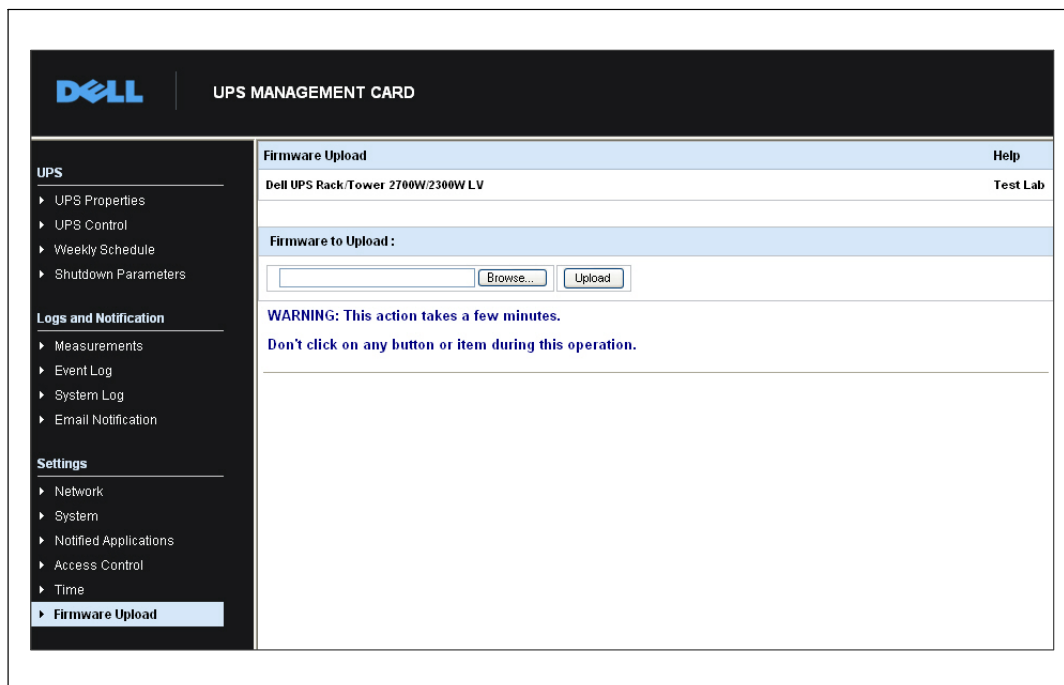 DELL
UPS MANAGEMENT CARD
UPS
UPS Properties
UPS Control
Weekly Schedule
Shutdown Parameters
Logs and Notification
Measurements
Event Log
System Log
Email Notification
Settings
Network
System
Notified Applications
Access Control
Time
Firmware Upload
Firmware Upload Help
Dell UPS Rack/Tower 2700W/2300W LV Test Lab
Firmware to Upload :
Browse... Upload
WARNING: This action takes a few minutes.
Don't click on any button or item during this operation.